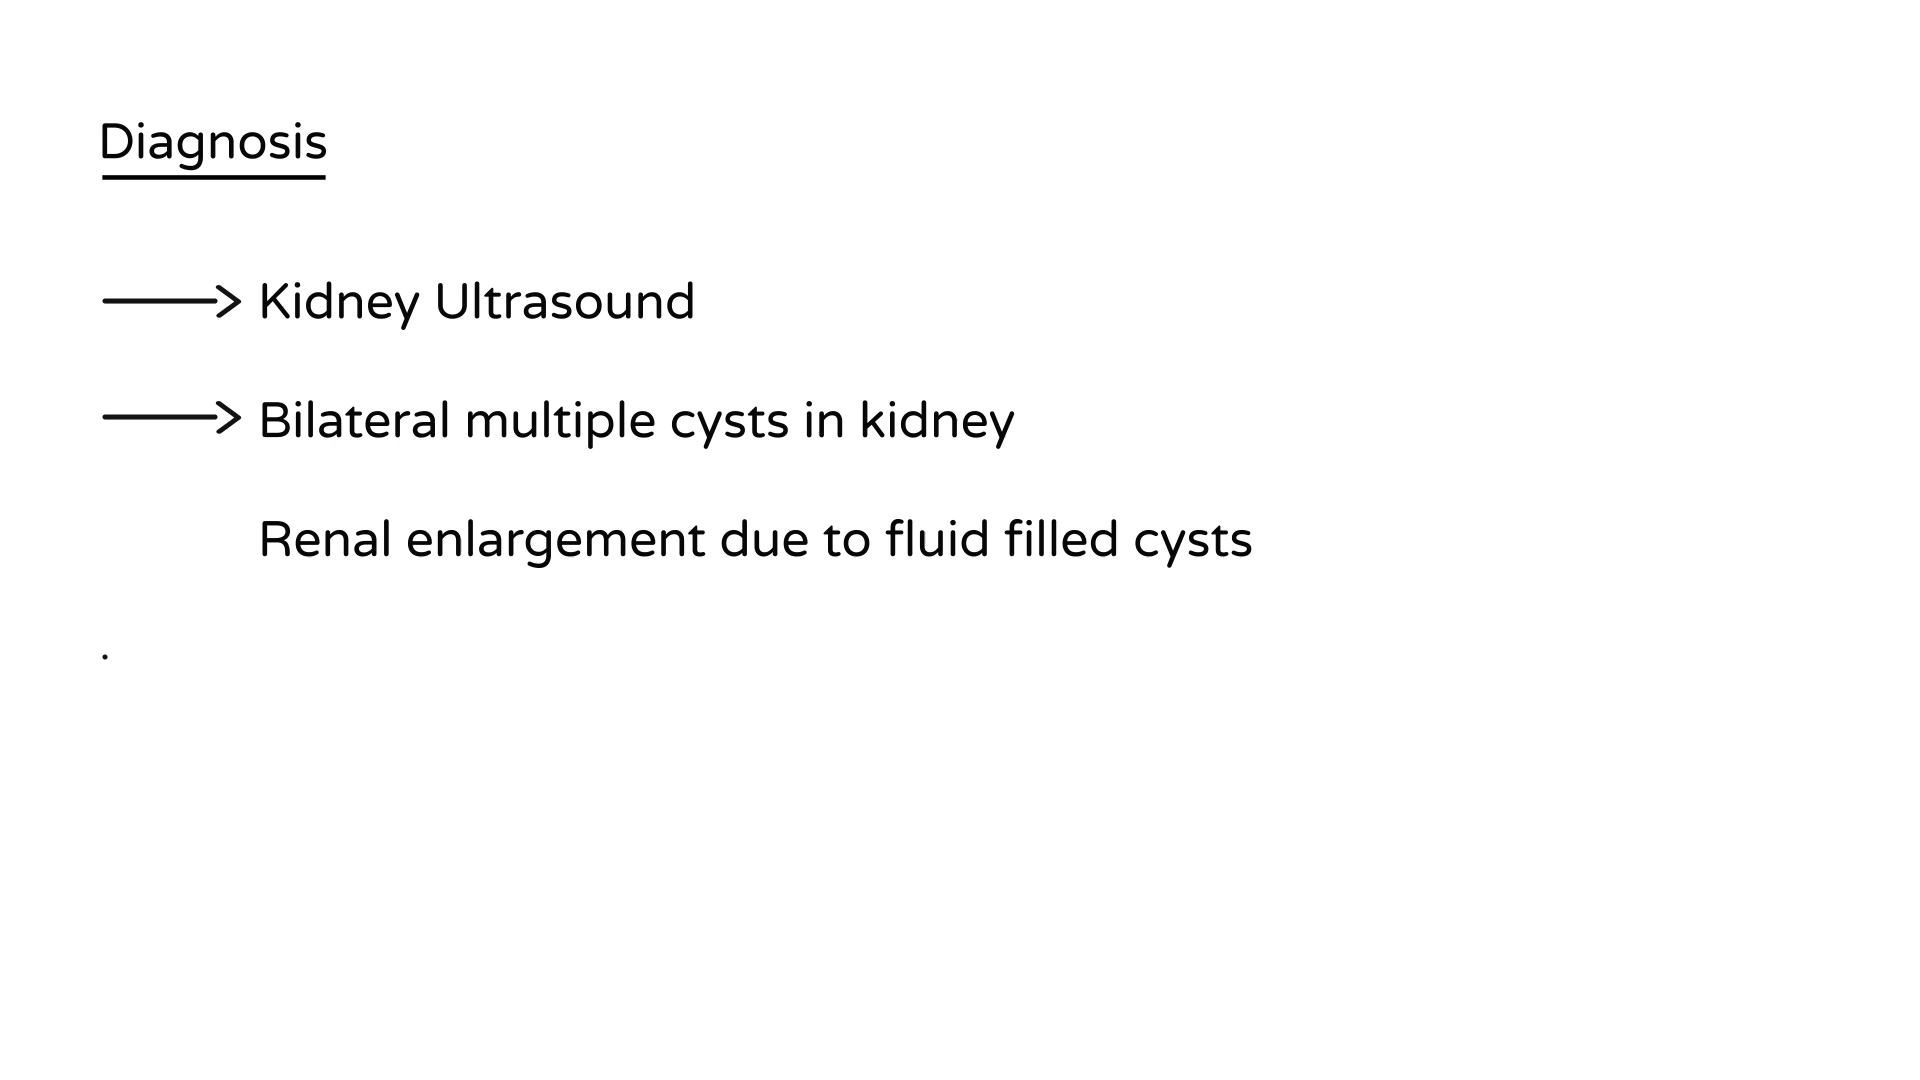 Diagnosis
Kidney Ultrasound
Bilateral multiple cysts in kidney
Renal enlargement due to fluid filled cysts